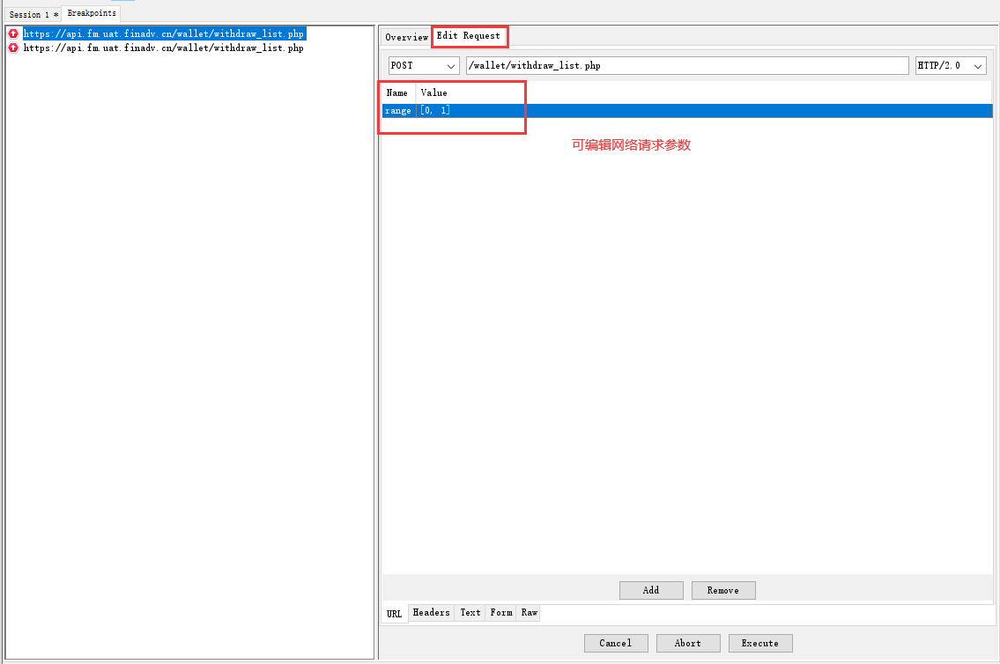 Session 1 *
Breakpoints
https://api.fm.uat.finadv.cn/wallet/withdraw_list.php
https://api.fm.uat.finadv.cn/wallet/withdraw_list.php
Overview
Edit Request
POST
/wallet/withdraw_list.php
HTTP/2.0
Name Value
range [0, 1]
可编辑网络请求参数
Add
Remove
URL
Headers
Text
Form
Raw
Cancel
Abort
Execute